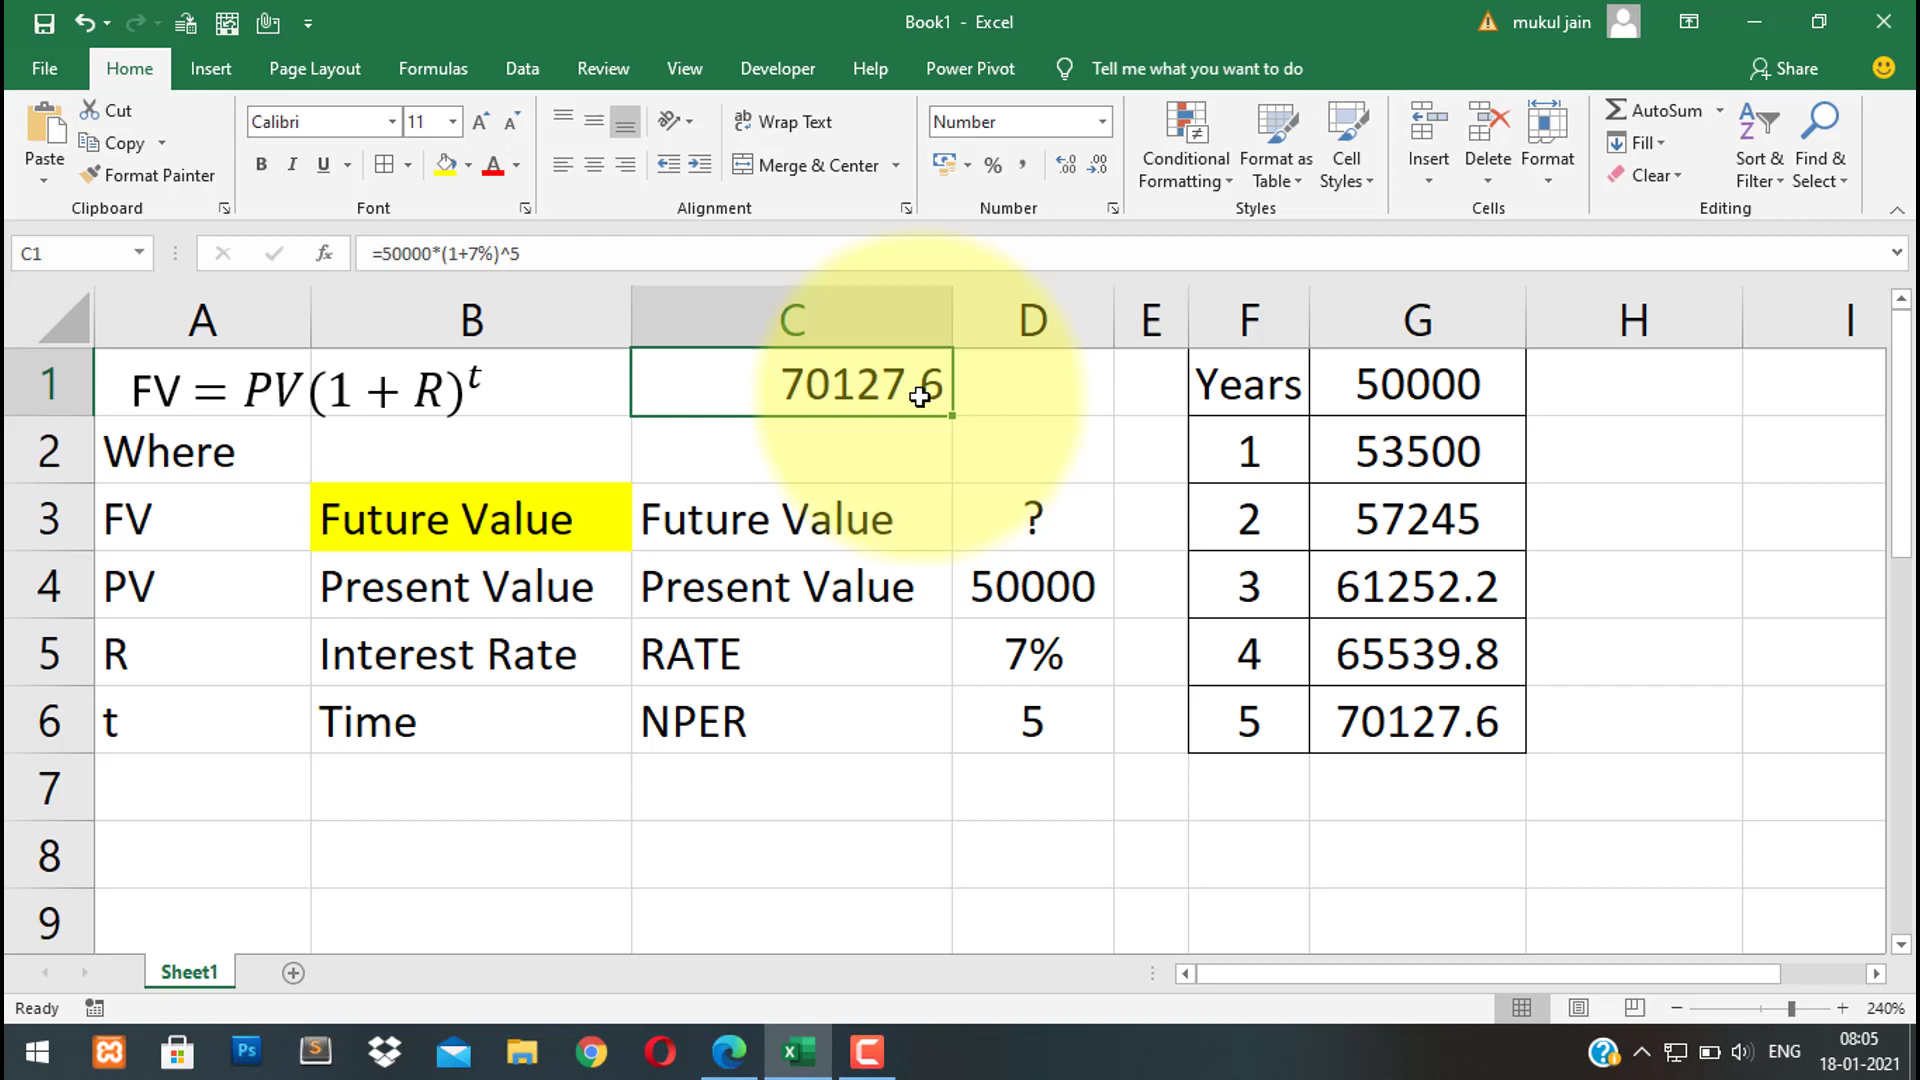 Book1 - Excel
mukul jain
File Home Insert Page Layout Formulas Data Review View Developer Help Power Pivot Tell me what you want to do Share
Paste
Cut
Copy
Format Painter
Clipboard
Calibri 11
B I U A
Font
ab Wrap Text
Merge & Center
Alignment
Number
% ,
Number
Conditional Formatting
Format as Table
Cell Styles
Styles
Insert Delete Format
Cells
AutoSum
Fill
Clear
Sort & Filter
Find & Select
Editing
C1 fx =50000*(1+7%)^5
A B C D E F G H I
1 FV = PV(1 + R)^t 70127.6 Years 50000
2 Where 1 53500
3 FV Future Value Future Value ? 2 57245
4 PV Present Value Present Value 50000 3 61252.2
5 R Interest Rate RATE 7% 4 65539.8
6 t Time NPER 5 5 70127.6
7
8
9
Sheet1
Ready 240%
Ps S ENG 08:05
18-01-2021